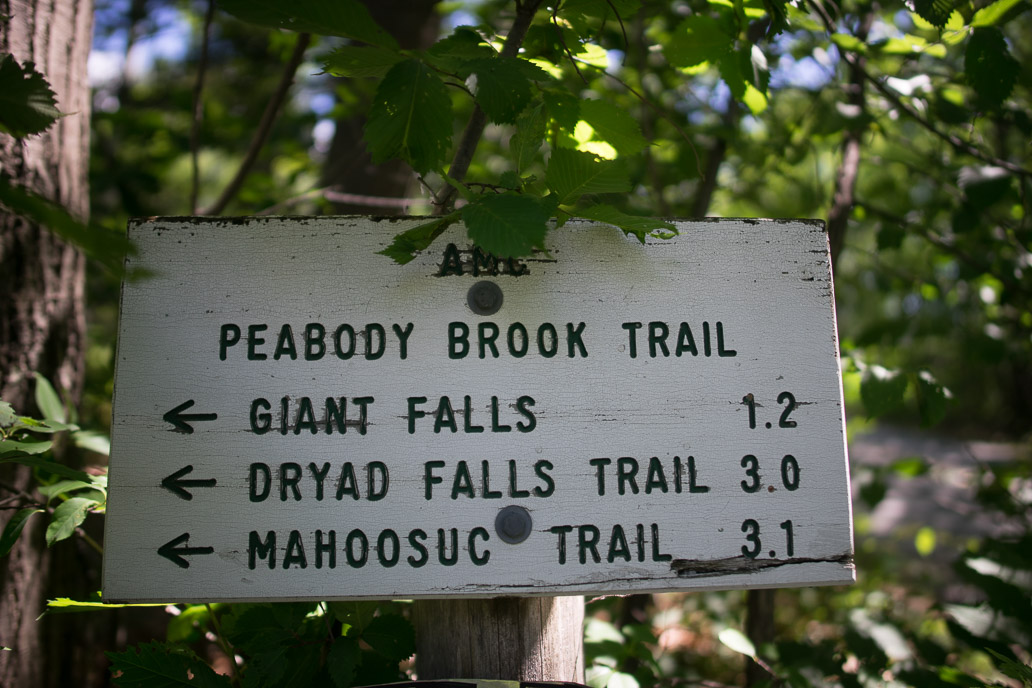 AMC
PEABODY BROOK TRAIL
← GIANT FALLS 1.2
← DRYAD FALLS TRAIL 3.0
← MAHOOSUC TRAIL 3.1